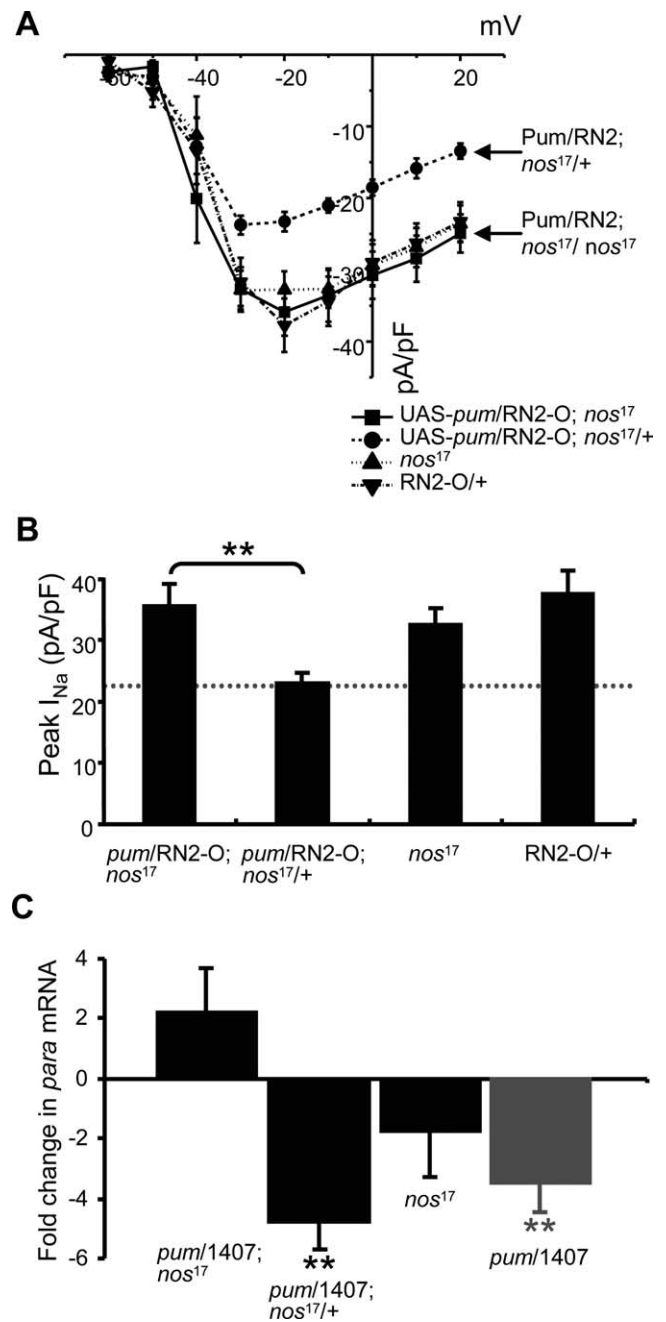 A
mV
-60 -40 -20 20
-10
-20
-30
-40
pA/pF
Pum/RN2;
nos17/+
Pum/RN2;
nos17/ nos17
UAS-pum/RN2-O; nos17
UAS-pum/RN2-O; nos17/+
nos17
RN2-O/+
B
**
Peak INa (pA/pF)
40
30
20
10
0
pum/RN2-O;
nos17
pum/RN2-O;
nos17/+
nos17
RN2-O/+
C
Fold change in para mRNA
4
2
0
-2
-4
-6
pum/1407;
nos17
**
pum/1407;
nos17/+
nos17
**
pum/1407